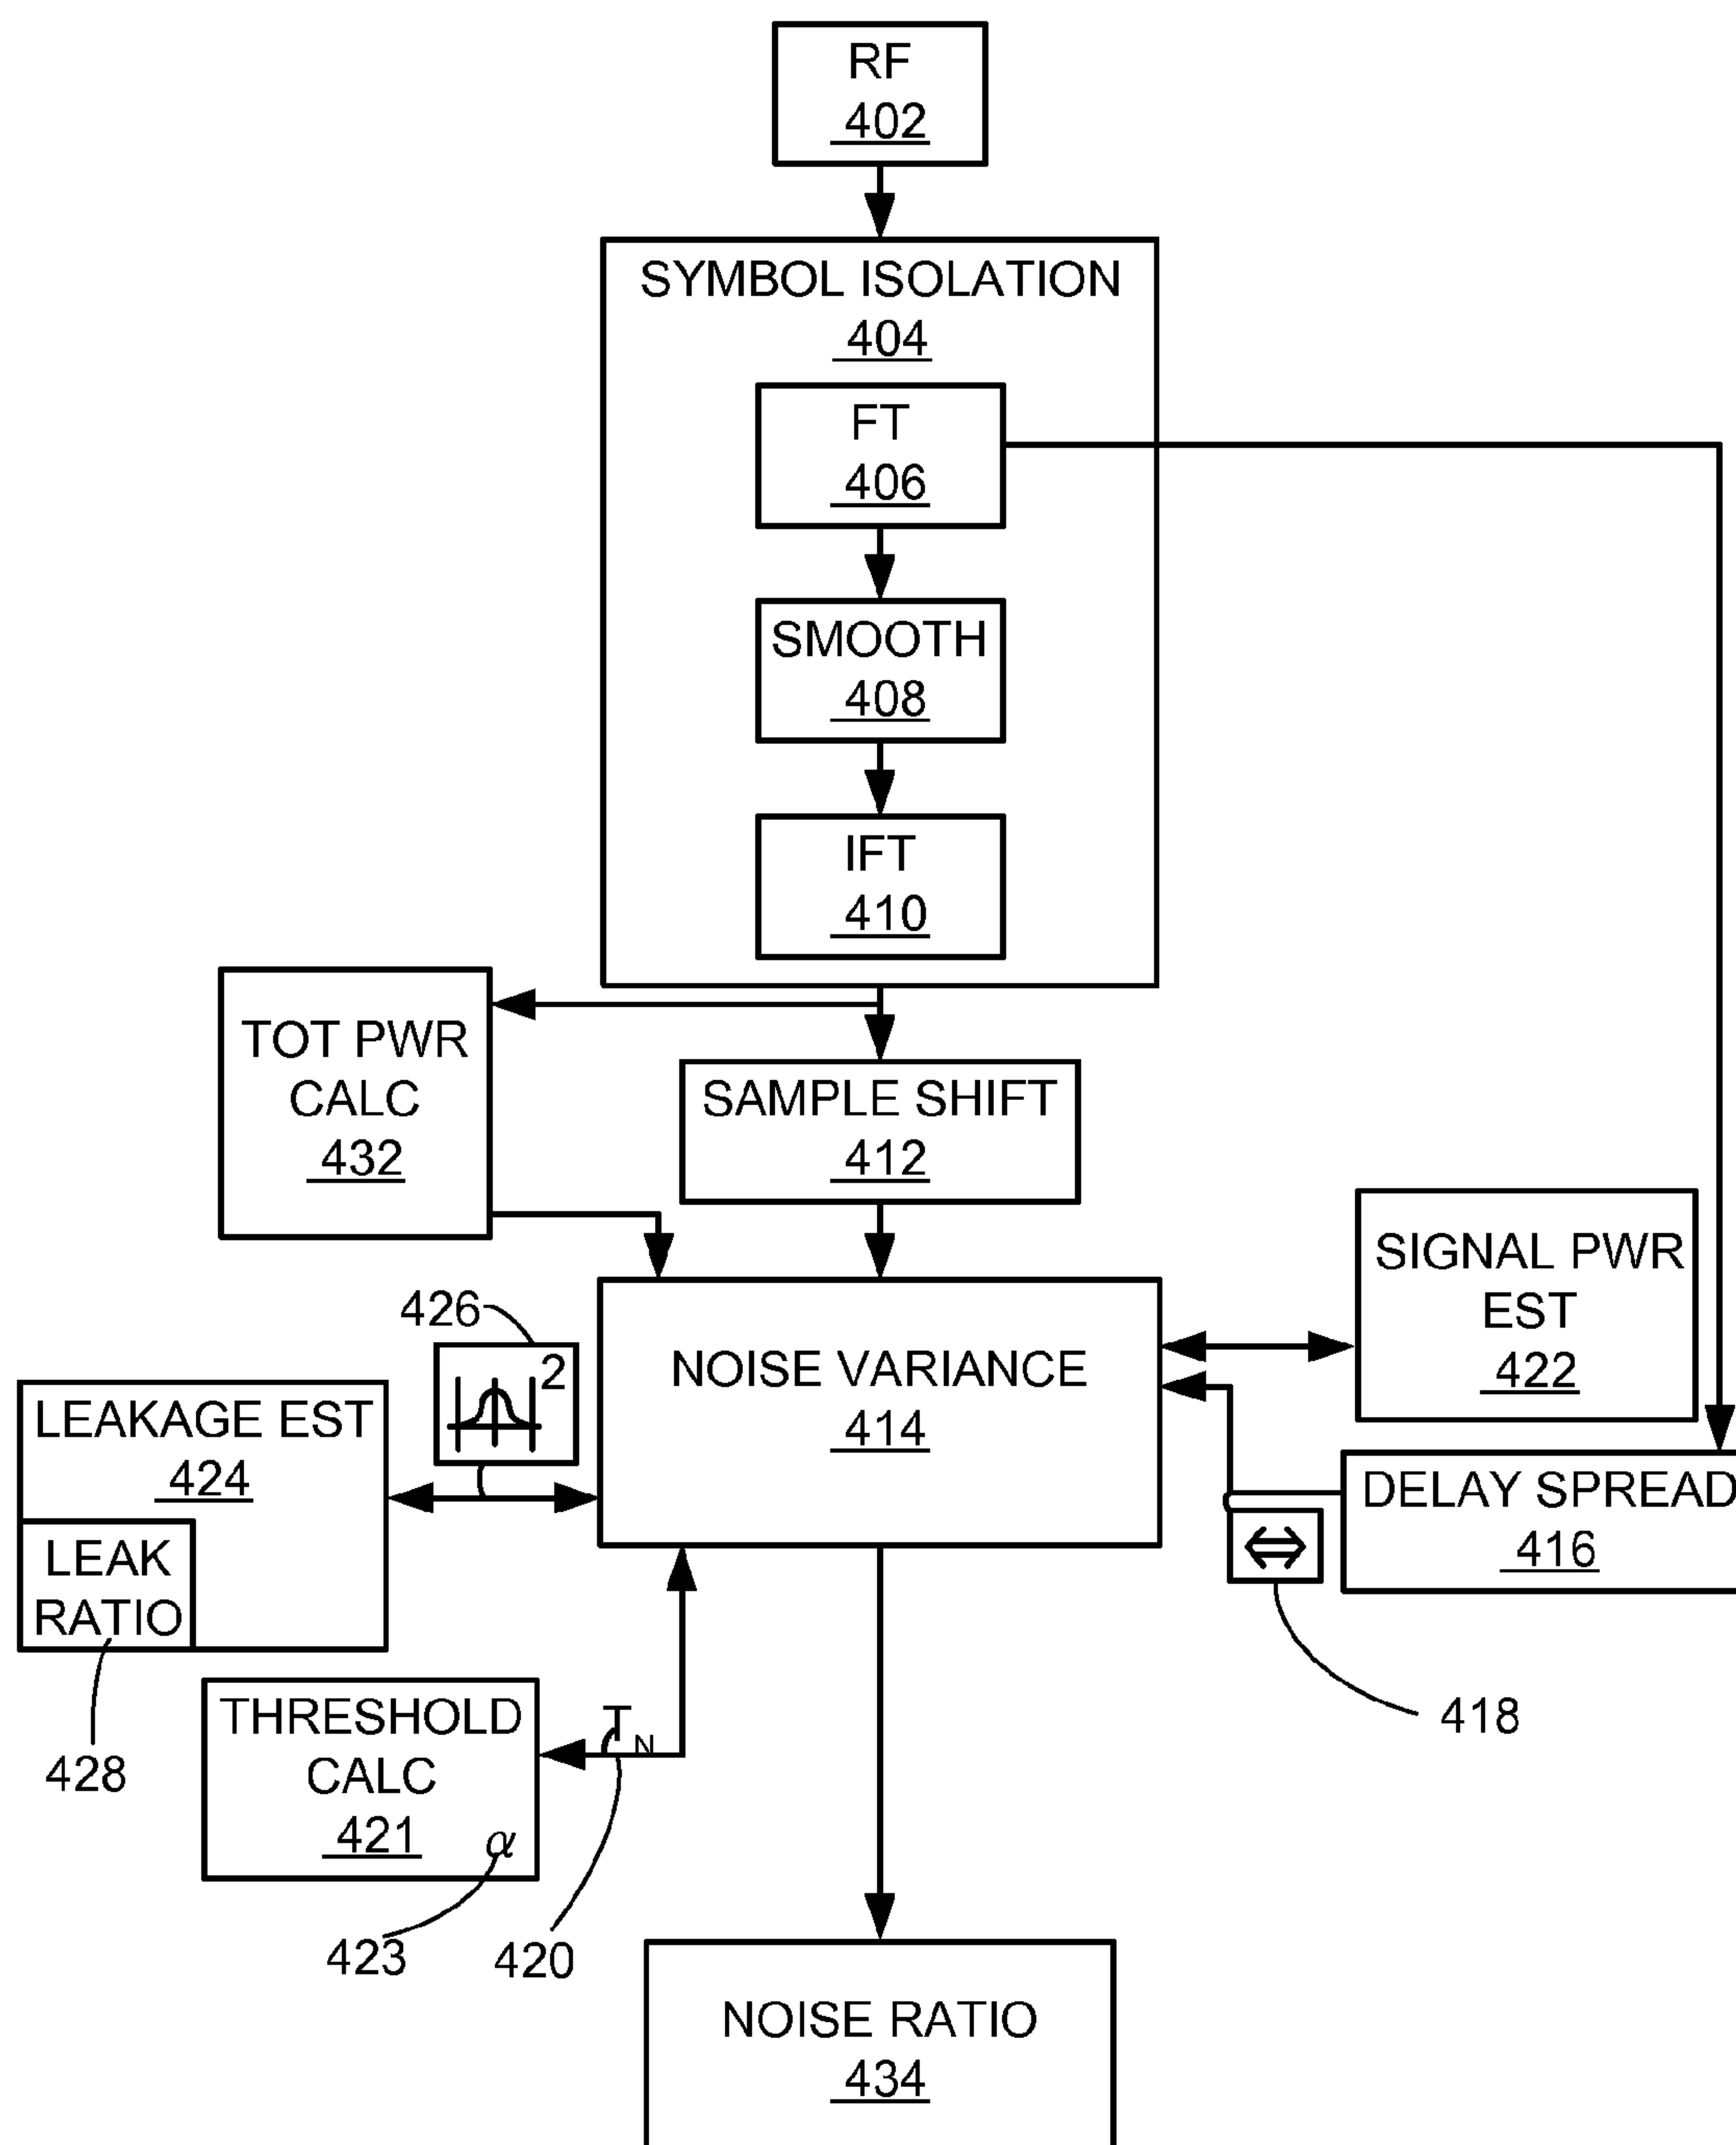 RF
402
SYMBOL ISOLATION
404
FT
406
SMOOTH
408
IFT
410
TOT PWR
CALC
432
SAMPLE SHIFT
412
SIGNAL PWR
EST
422
426
2
NOISE VARIANCE
414
LEAKAGE EST
424
LEAK
RATIO
428
DELAY SPREAD
416
418
THRESHOLD
CALC
421
α
423
T_N
420
NOISE RATIO
434